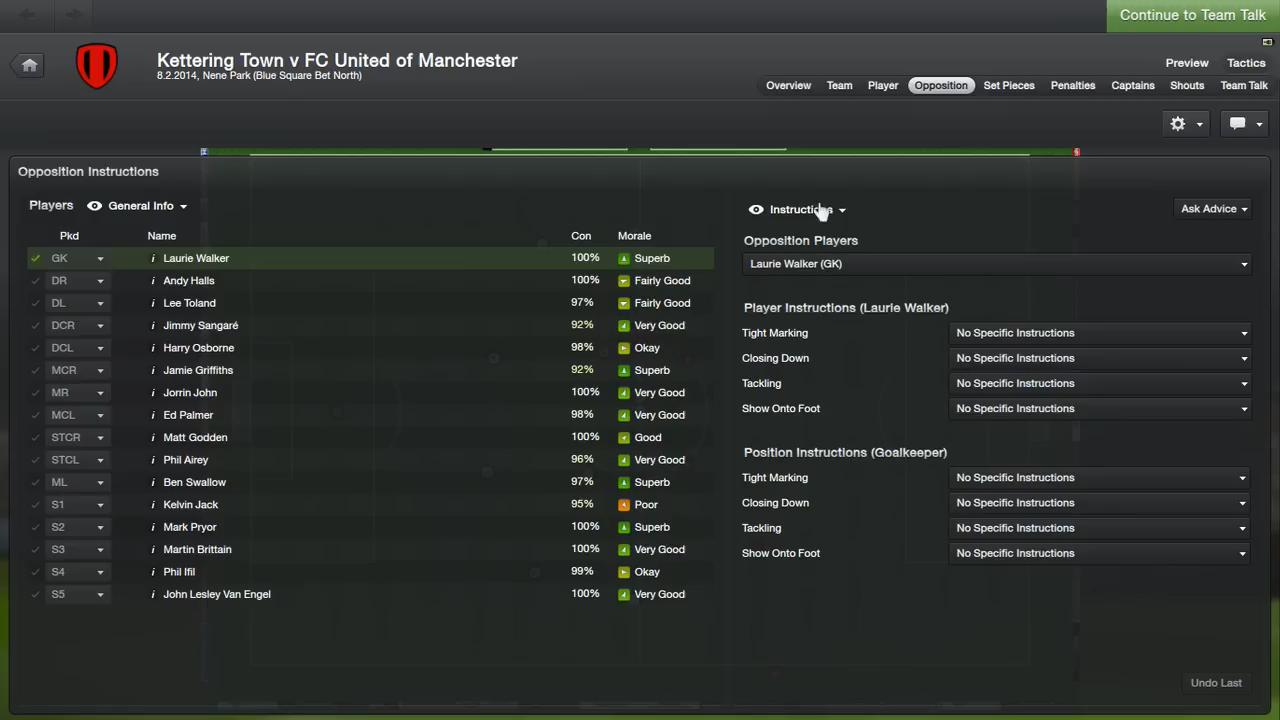 Continue to Team Talk
Kettering Town v FC United of Manchester
8.2.2014, Nene Park (Blue Square Bet North)
Preview Tactics
Overview Team Player Opposition Set Pieces Penalties Captains Shouts Team Talk
Opposition Instructions
Players General Info
Instructions Ask Advice
Pkd Name Con Morale
GK i Laurie Walker 100% Superb
DR i Andy Halls 100% Fairly Good
DL i Lee Toland 97% Fairly Good
DCR i Jimmy Sangaré 92% Very Good
DCL i Harry Osborne 98% Okay
MCR i Jamie Griffiths 92% Superb
MR i Jorrin John 100% Very Good
MCL i Ed Palmer 98% Very Good
STCR i Matt Godden 100% Good
STCL i Phil Airey 96% Very Good
ML i Ben Swallow 97% Superb
S1 i Kelvin Jack 95% Poor
S2 i Mark Pryor 100% Superb
S3 i Martin Brittain 100% Very Good
S4 i Phil Ifil 99% Okay
S5 i John Lesley Van Engel 100% Very Good
Opposition Players
Laurie Walker (GK)
Player Instructions (Laurie Walker)
Tight Marking No Specific Instructions
Closing Down No Specific Instructions
Tackling No Specific Instructions
Show Onto Foot No Specific Instructions
Position Instructions (Goalkeeper)
Tight Marking No Specific Instructions
Closing Down No Specific Instructions
Tackling No Specific Instructions
Show Onto Foot No Specific Instructions
Undo Last